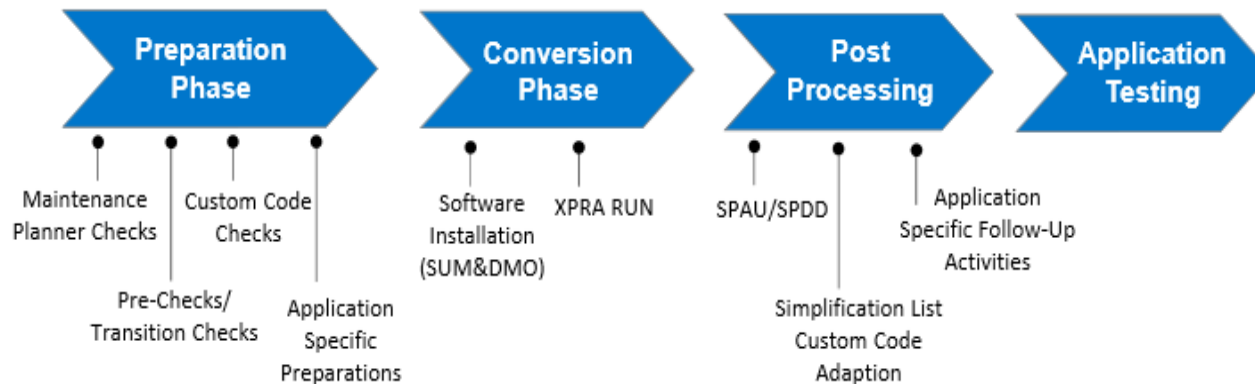 Preparation
Phase
Conversion
Phase
Post
Processing
Application
Testing
Maintenance
Planner Checks
Pre-Checks/
Transition Checks
Custom Code
Checks
Application
Specific
Preparations
Software
Installation
(SUM&DMO)
XPRA RUN
SPAU/SPDD
Simplification List
Custom Code
Adaption
Application
Specific Follow-Up
Activities